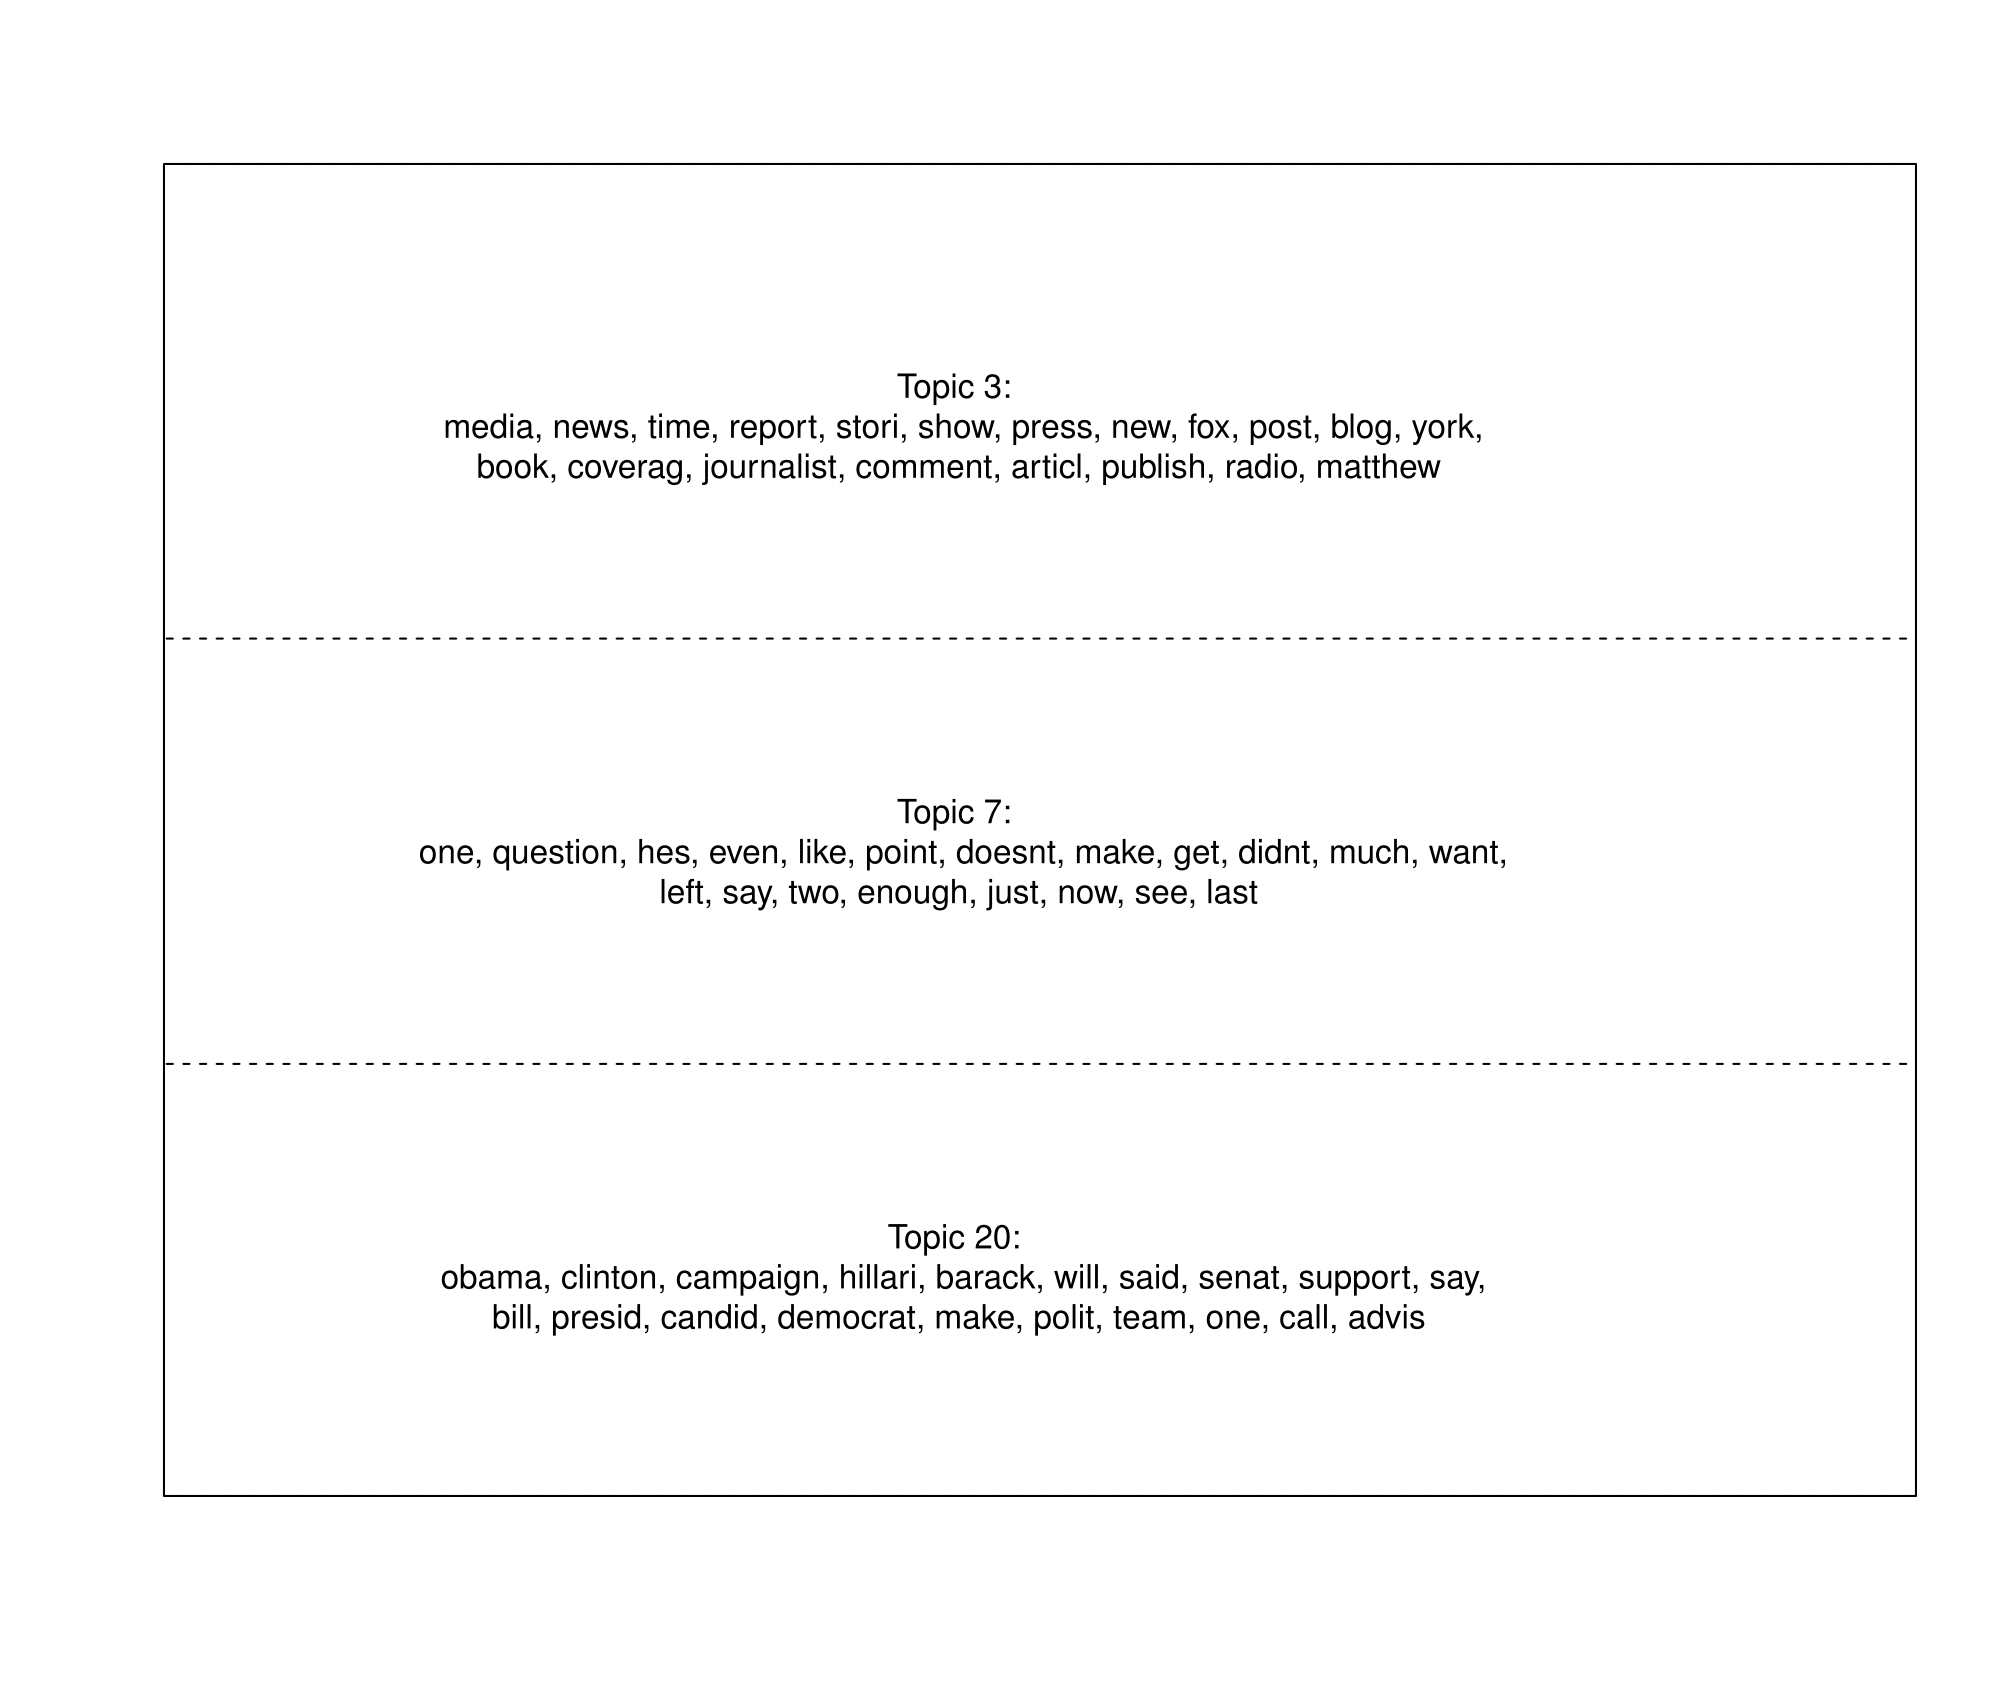 Topic 3:
media, news, time, report, stori, show, press, new, fox, post, blog, york,
book, coverag, journalist, comment, articl, publish, radio, matthew
Topic 7:
one, question, hes, even, like, point, doesnt, make, get, didnt, much, want,
left, say, two, enough, just, now, see, last
Topic 20:
obama, clinton, campaign, hillari, barack, will, said, senat, support, say,
bill, presid, candid, democrat, make, polit, team, one, call, advis